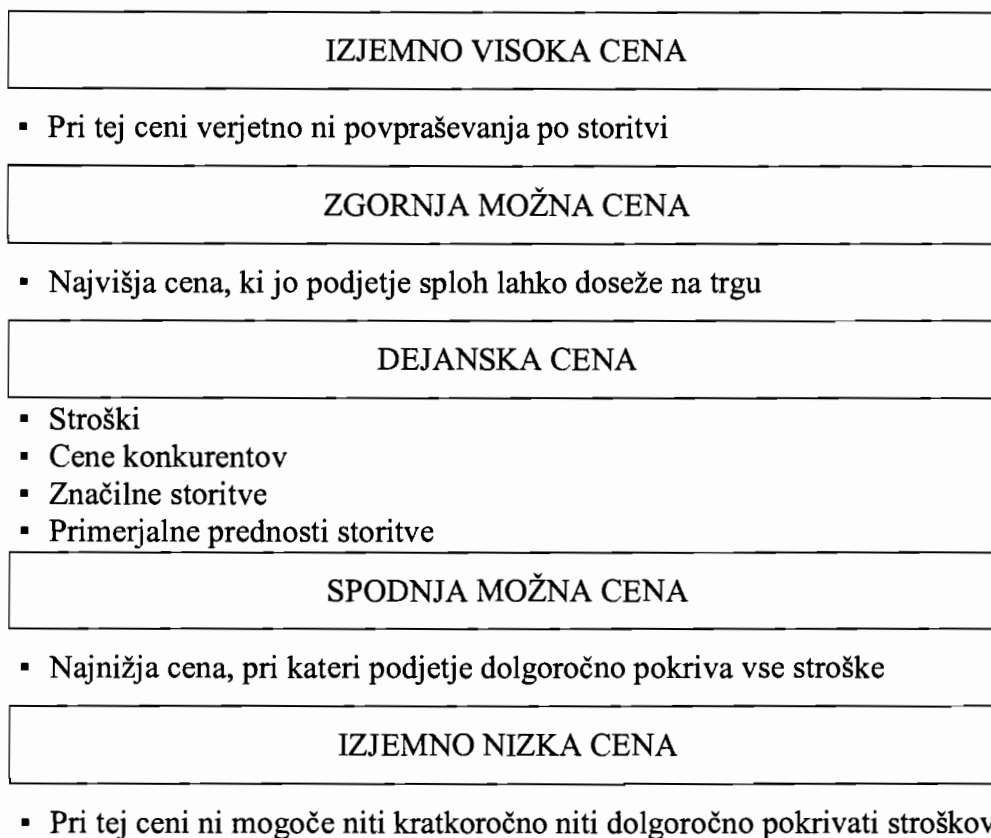 IZJEMNO VISOKA CENA
▪ Pri tej ceni verjetno ni povpraševanja po storitvi
ZGORNJA MOŽNA CENA
▪ Najvišja cena, ki jo podjetje sploh lahko doseže na trgu
DEJANSKA CENA
▪ Stroški
▪ Cene konkurentov
▪ Značilne storitve
▪ Primerjalne prednosti storitve
SPODNJA MOŽNA CENA
▪ Najnižja cena, pri kateri podjetje dolgoročno pokriva vse stroške
IZJEMNO NIZKA CENA
▪ Pri tej ceni ni mogoče niti kratkoročno niti dolgoročno pokrivati stroškov